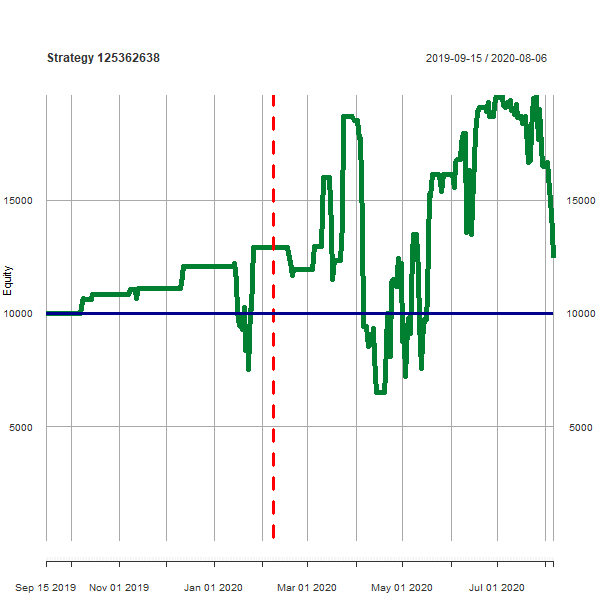 Strategy 125362638
2019-09-15 / 2020-08-06
15000
15000
Equity
10000
10000
5000
5000
Sep 15 2019
Nov 01 2019
Jan 01 2020
Mar 01 2020
May 01 2020
Jul 01 2020